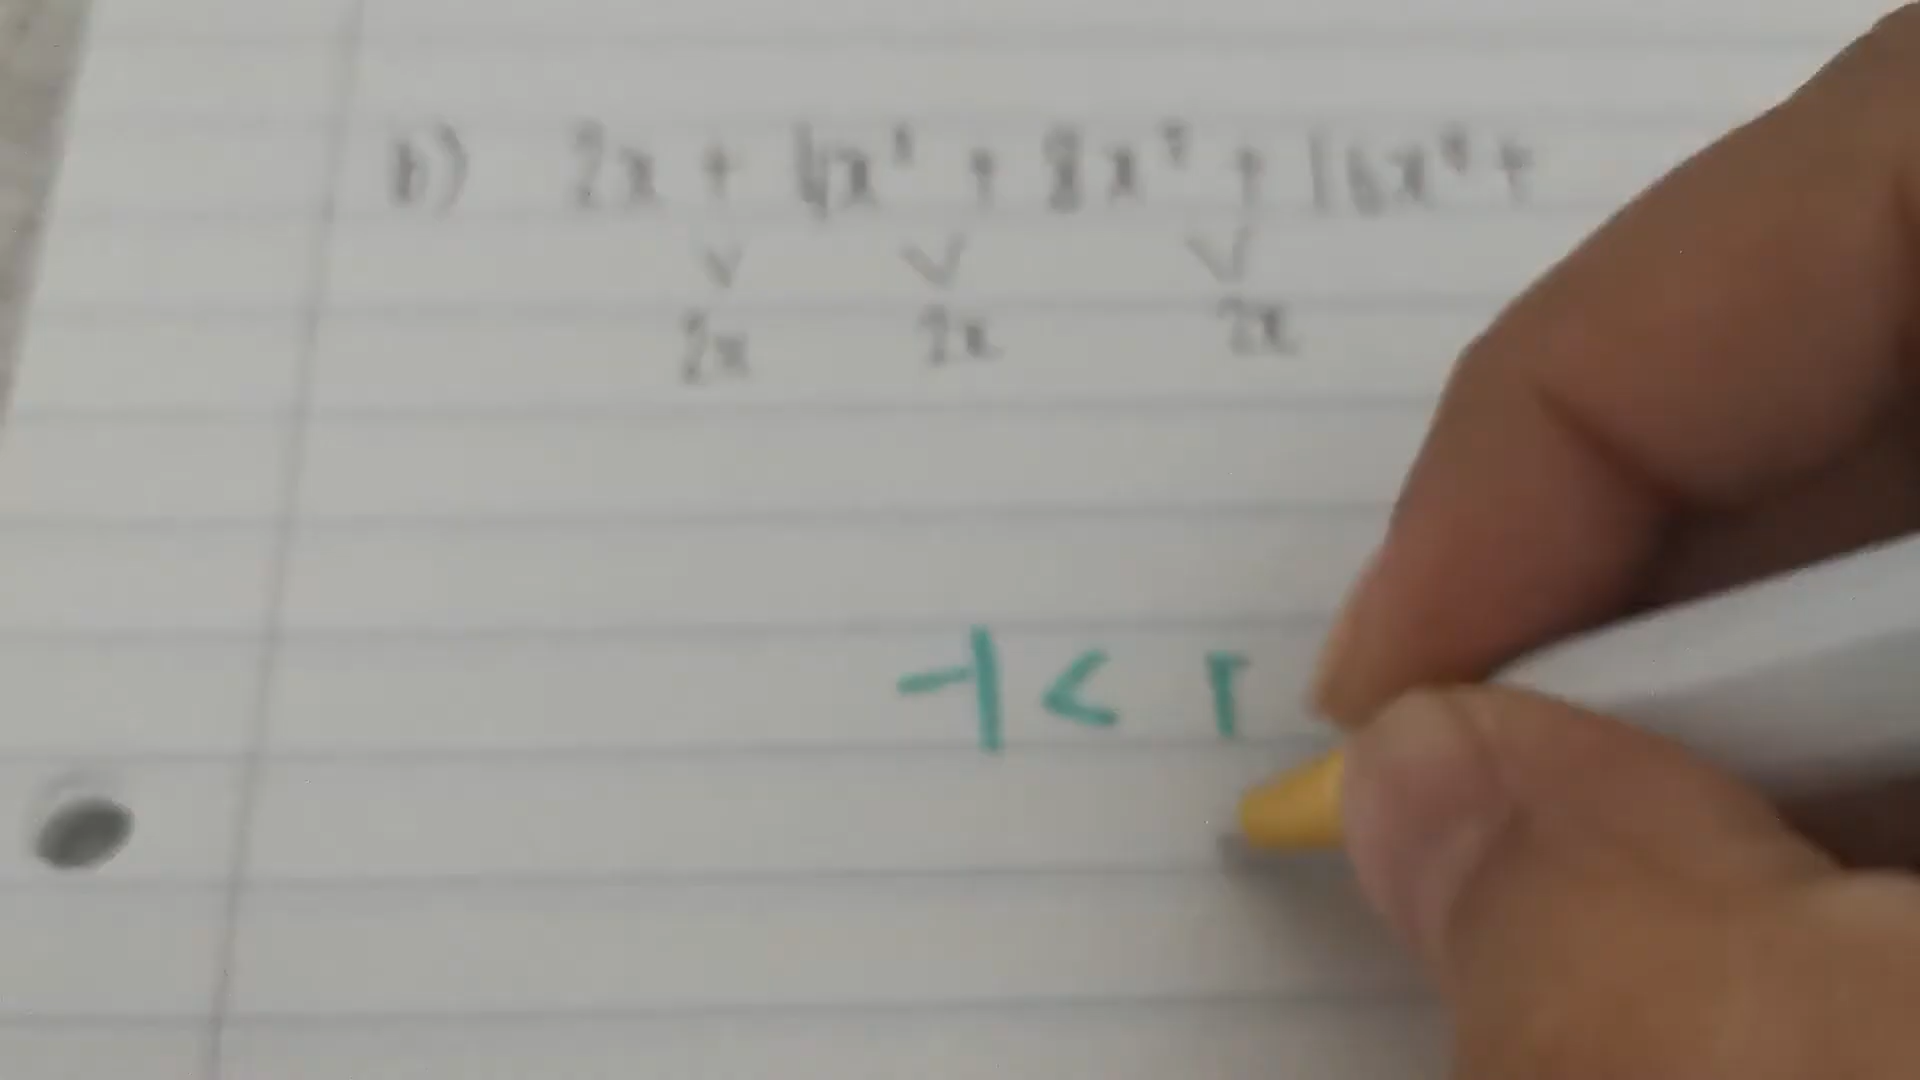 b) 2x + 4x² + 8x³ + 16x⁴ +
2x 2x 2x
-1 < r